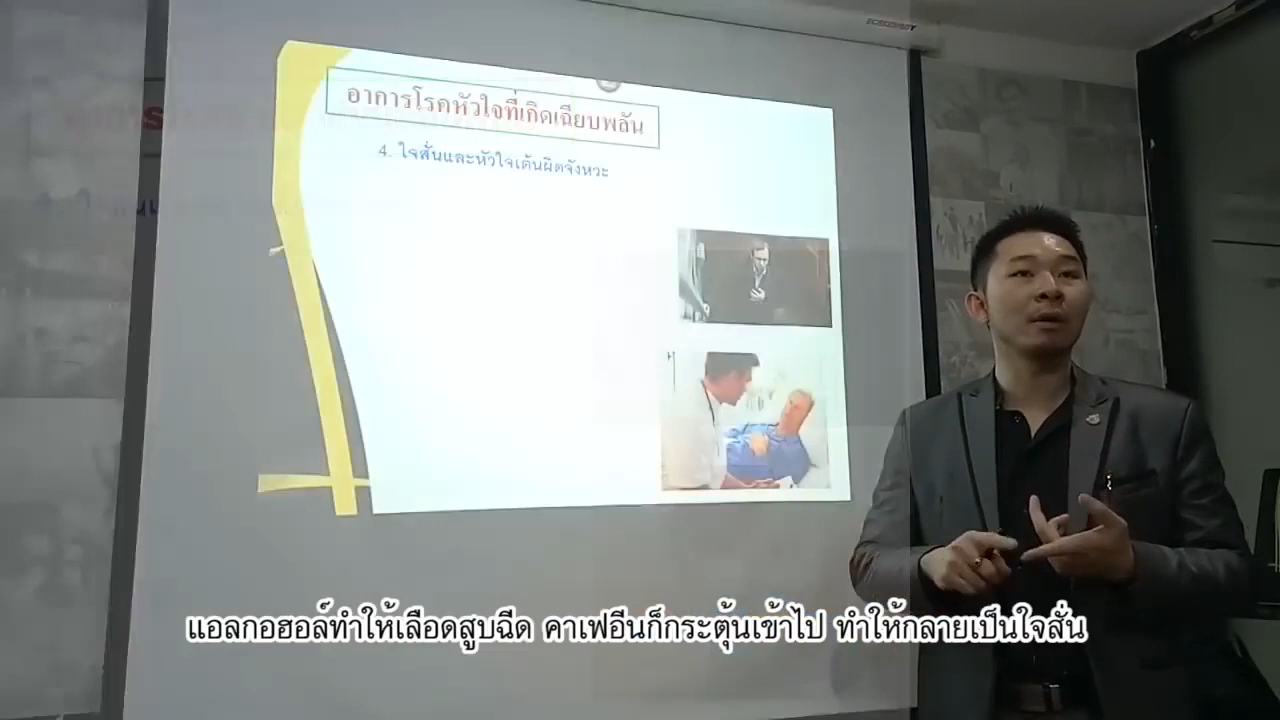 อาการโรคหัวใจที่เกิดเฉียบพลัน
4. ใจสั่นและหัวใจเต้นผิดจังหวะ
แอลกอฮอล์ทำให้เลือดสูบฉีด คาเฟอีนก็กระตุ้นเข้าไป ทำให้กลายเป็นใจสั่น